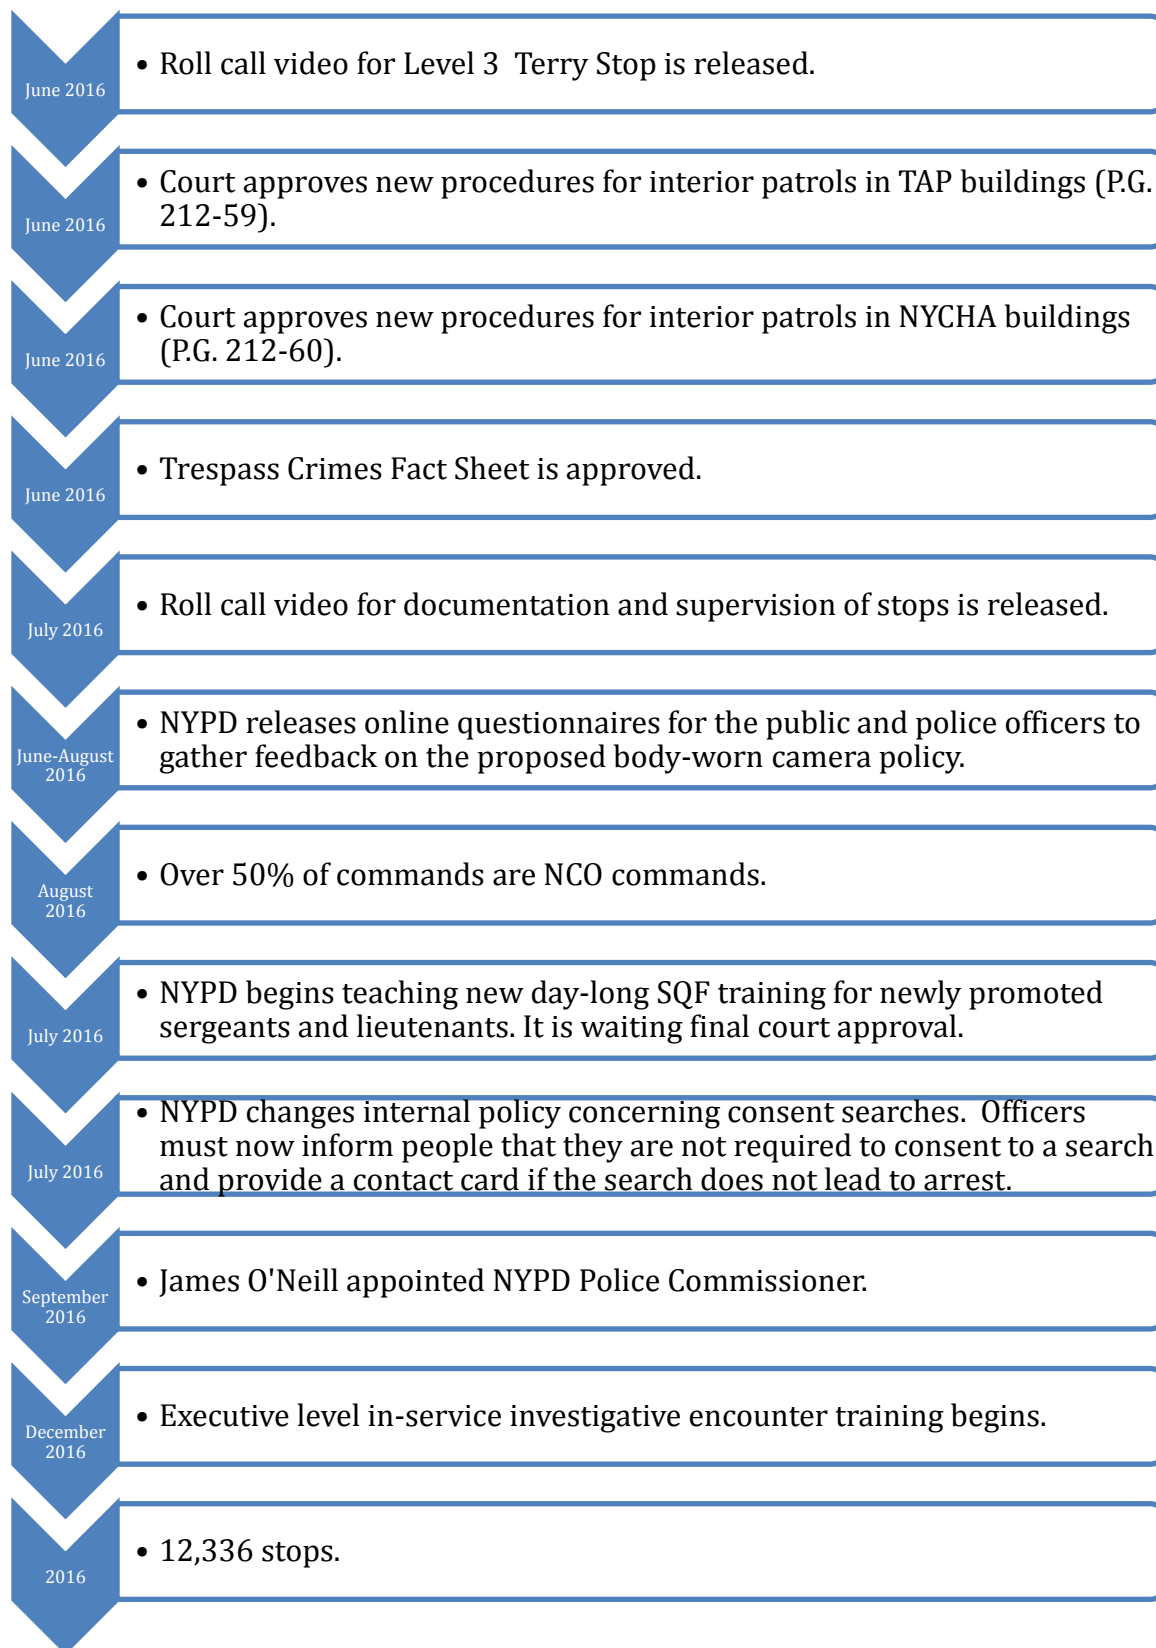 June 2016
• Roll call video for Level 3  Terry Stop is released.
June 2016
• Court approves new procedures for interior patrols in TAP buildings (P.G.
212-59).
June 2016
• Court approves new procedures for interior patrols in NYCHA buildings
(P.G. 212-60).
June 2016
• Trespass Crimes Fact Sheet is approved.
July 2016
• Roll call video for documentation and supervision of stops is released.
June-August
2016
• NYPD releases online questionnaires for the public and police officers to
gather feedback on the proposed body-worn camera policy.
August
2016
• Over 50% of commands are NCO commands.
July 2016
• NYPD begins teaching new day-long SQF training for newly promoted
sergeants and lieutenants. It is waiting final court approval.
July 2016
• NYPD changes internal policy concerning consent searches.  Officers
must now inform people that they are not required to consent to a search
and provide a contact card if the search does not lead to arrest.
September
2016
• James O'Neill appointed NYPD Police Commissioner.
December
2016
• Executive level in-service investigative encounter training begins.
2016
• 12,336 stops.